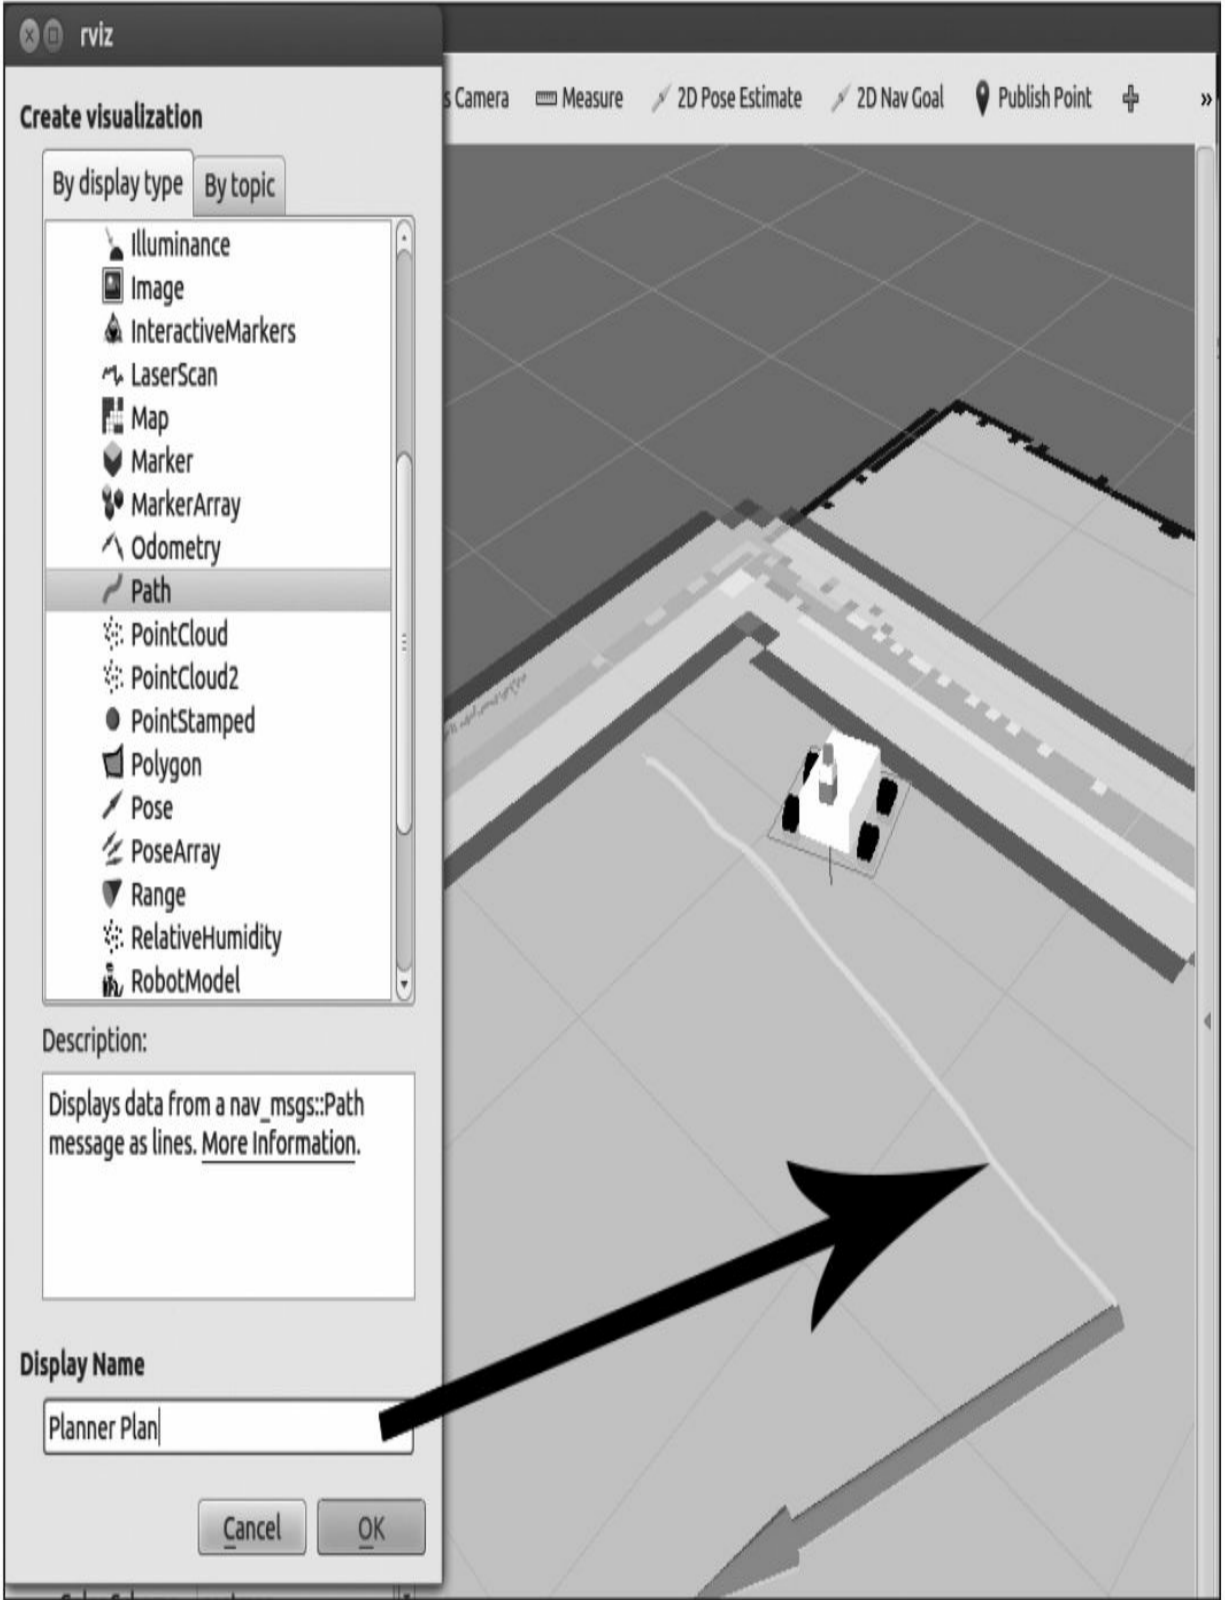 rviz
Create visualization
By display type
By topic
Illuminance
Image
InteractiveMarkers
LaserScan
Map
Marker
MarkerArray
Odometry
Path
PointCloud
PointCloud2
PointStamped
Polygon
Pose
PoseArray
Range
RelativeHumidity
RobotModel
Description:
Displays data from a nav_msgs::Path
message as lines. More Information.
Display Name
Planner Plan
Cancel
OK
s Camera
Measure
2D Pose Estimate
2D Nav Goal
Publish Point
»